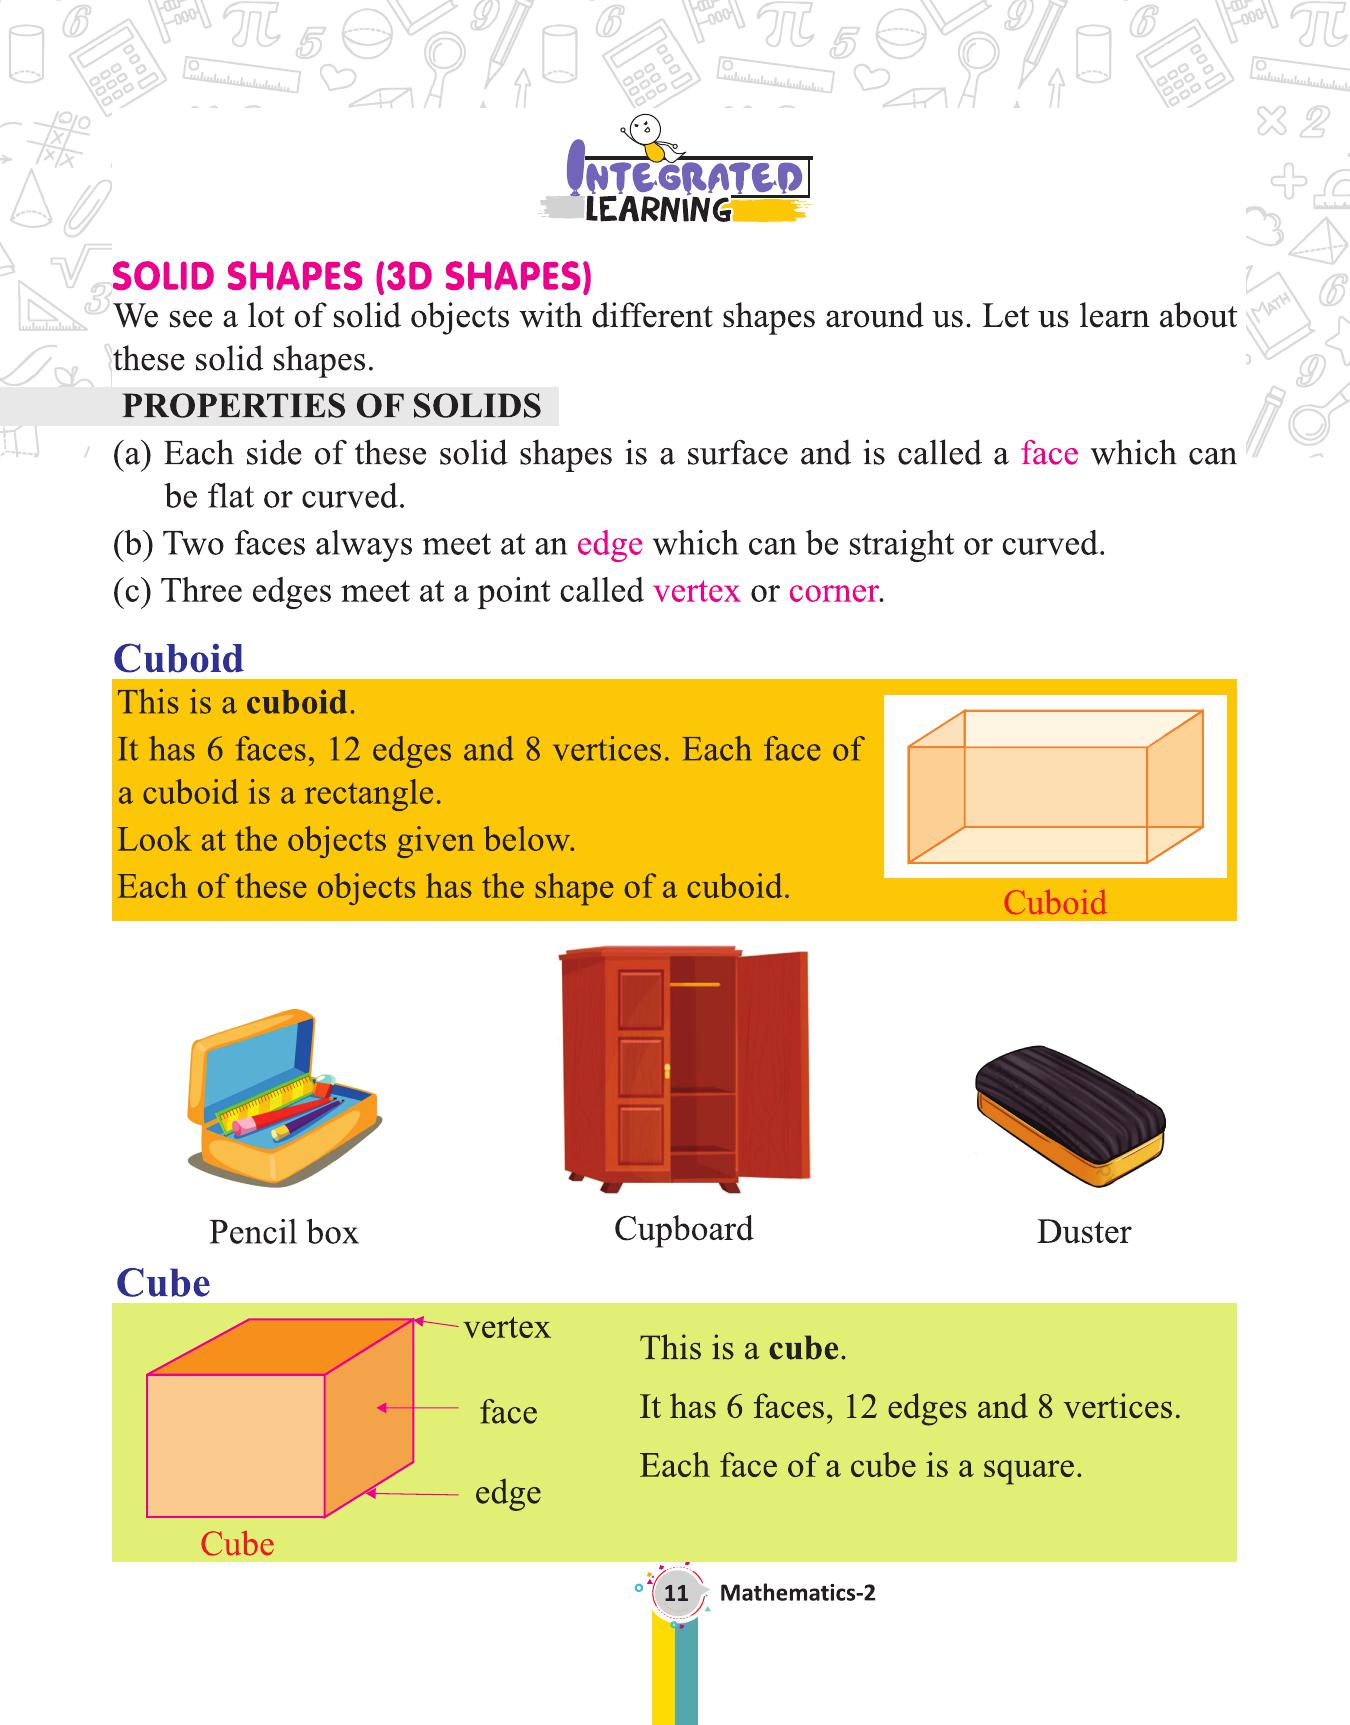 INTEGRATED
LEARNING
SOLID SHAPES (3D SHAPES)
We see a lot of solid objects with different shapes around us. Let us learn about
these solid shapes.
PROPERTIES OF SOLIDS
(a) Each side of these solid shapes is a surface and is called a face which can
be flat or curved.
(b) Two faces always meet at an edge which can be straight or curved.
(c) Three edges meet at a point called vertex or corner.
Cuboid
This is a cuboid.
It has 6 faces, 12 edges and 8 vertices. Each face of
a cuboid is a rectangle.
Look at the objects given below.
Each of these objects has the shape of a cuboid.
Cuboid
Pencil box
Cupboard
Duster
Cube
vertex
face
edge
Cube
This is a cube.
It has 6 faces, 12 edges and 8 vertices.
Each face of a cube is a square.
11
Mathematics-2